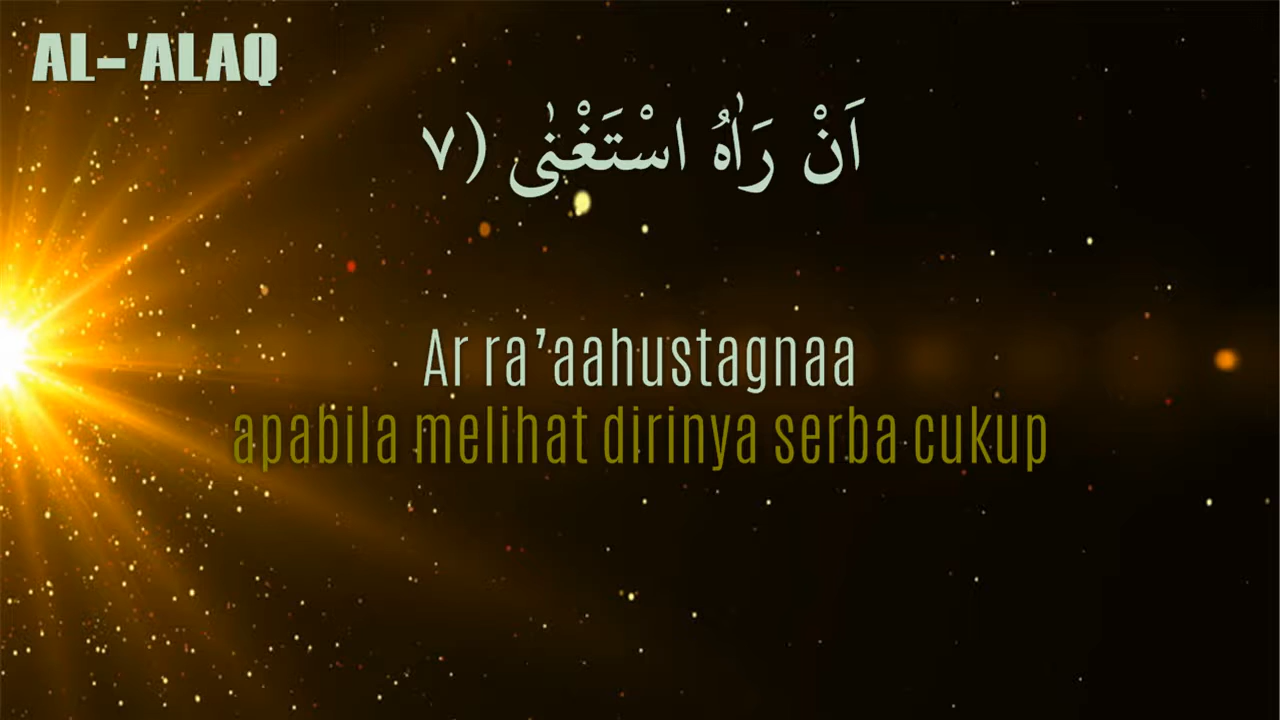 AL-'ALAQ
اَنْ رَاٰهُ اسْتَغْنٰى (٧
Ar ra’aahustagnaa
apabila melihat dirinya serba cukup